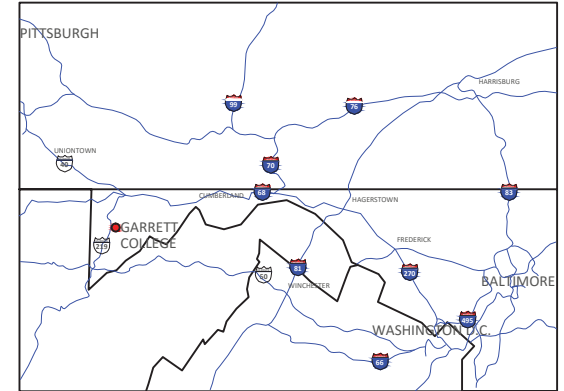 PITTSBURGH
HARRISBURG
99
76
UNIONTOWN
40
70
68
83
CUMBERLAND
HAGERSTOWN
GARRETT
COLLEGE
219
FREDERICK
81
50
270
WINCHESTER
BALTIMORE
495
WASHINGTON D.C.
66